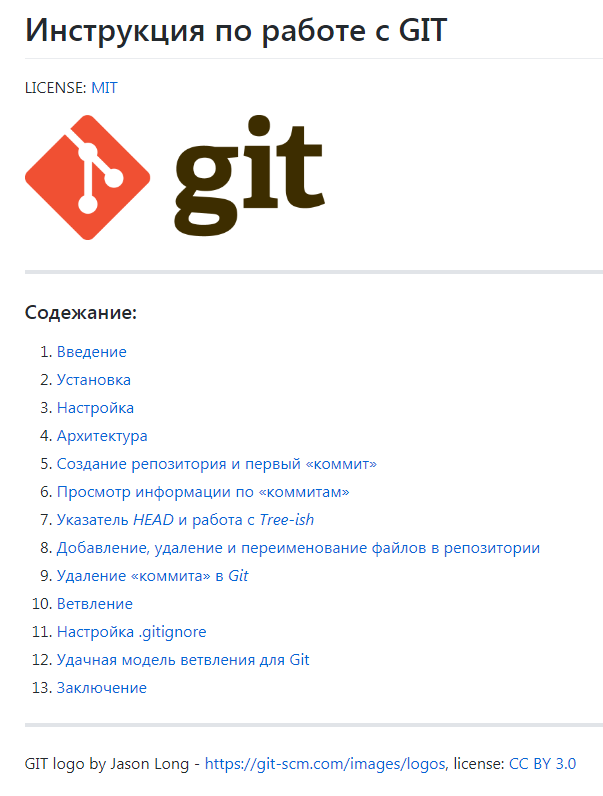 Инструкция по работе с GIT
LICENSE: MIT
git
Содежание:
1. Введение
2. Установка
3. Настройка
4. Архитектура
5. Создание репозитория и первый «коммит»
6. Просмотр информации по «коммитам»
7. Указатель HEAD и работа с Tree-ish
8. Добавление, удаление и переименование файлов в репозитории
9. Удаление «коммита» в Git
10. Ветвление
11. Настройка .gitignore
12. Удачная модель ветвления для Git
13. Заключение
GIT logo by Jason Long - https://git-scm.com/images/logos, license: CC BY 3.0